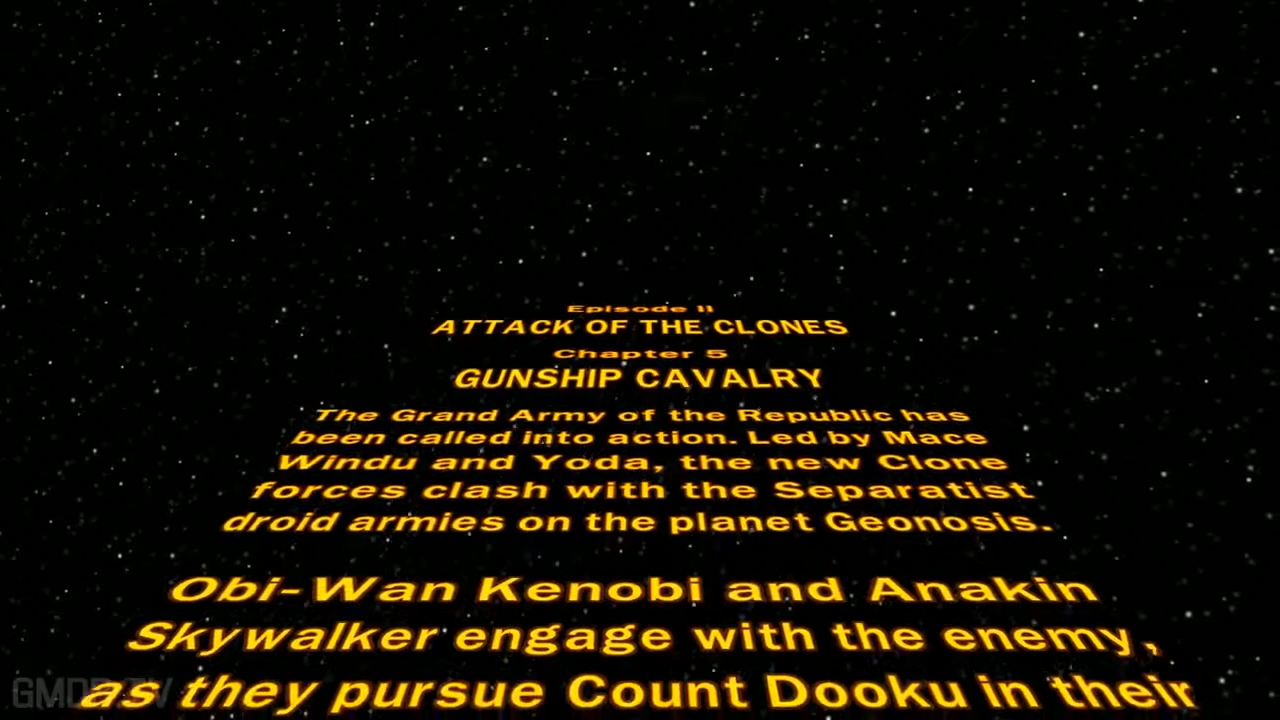 Episode II
ATTACK OF THE CLONES
Chapter 5
GUNSHIP CAVALRY
The Grand Army of the Republic has
been called into action. Led by Mace
Windu and Yoda, the new Clone
forces clash with the Separatist
droid armies on the planet Geonosis.
Obi-Wan Kenobi and Anakin
Skywalker engage with the enemy,
as they pursue Count Dooku in their